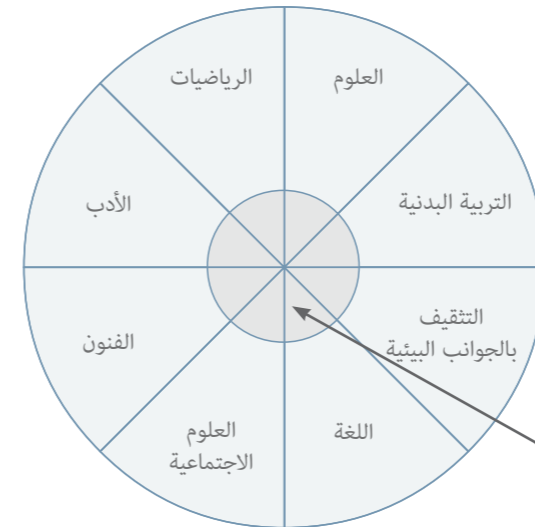 العلوم
الرياضيات
التربية البدنية
الأدب
التثقيف
بالجوانب البيئية
الفنون
اللغة
العلوم
الاجتماعية